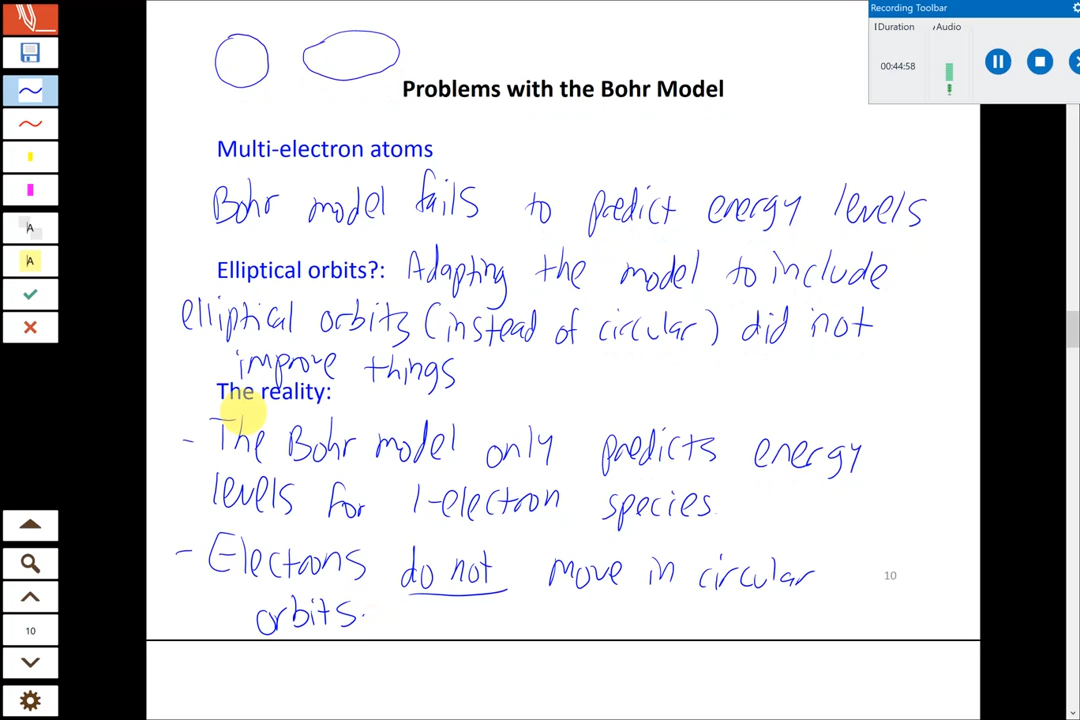 Recording Toolbar
Duration
Audio
00:44:58
Problems with the Bohr Model
Multi-electron atoms
Bohr model fails to predict energy levels
Elliptical orbits?: Adapting the model to include
elliptical orbits (instead of circular) did not
improve things
The reality:
- The Bohr model only predicts energy
levels for 1-electron species.
- Electrons do not move in circular
orbits.
10
A
A
10